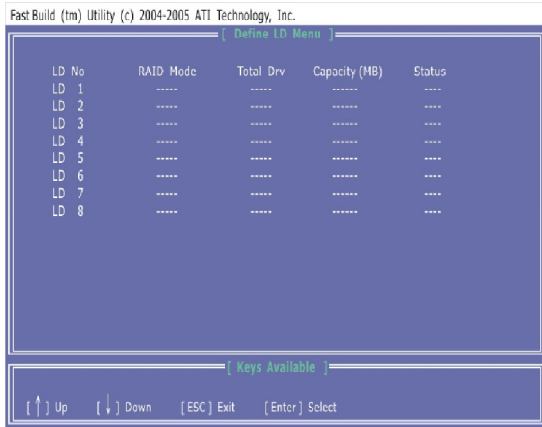 Fast Build (tm) Utility (c) 2004-2005 ATI Technology, Inc.
[ Define LD Menu ]
LD No RAID Mode Total Drv Capacity (MB) Status
LD 1 ----- ----- ------ ----
LD 2 ----- ----- ------ ----
LD 3 ----- ----- ------ ----
LD 4 ----- ----- ------ ----
LD 5 ----- ----- ------ ----
LD 6 ----- ----- ------ ----
LD 7 ----- ----- ------ ----
LD 8 ----- ----- ------ ----
[ Keys Available ]
[↑] Up [↓] Down [ESC] Exit [Enter] Select